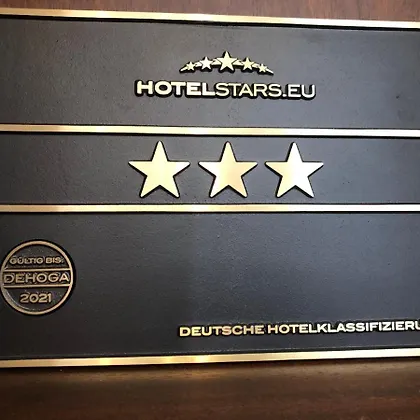 HOTELSTARS.EU
GÜLTIG BIS:
DEHOGA
2021
DEUTSCHE HOTELKLASSIFIZIERU